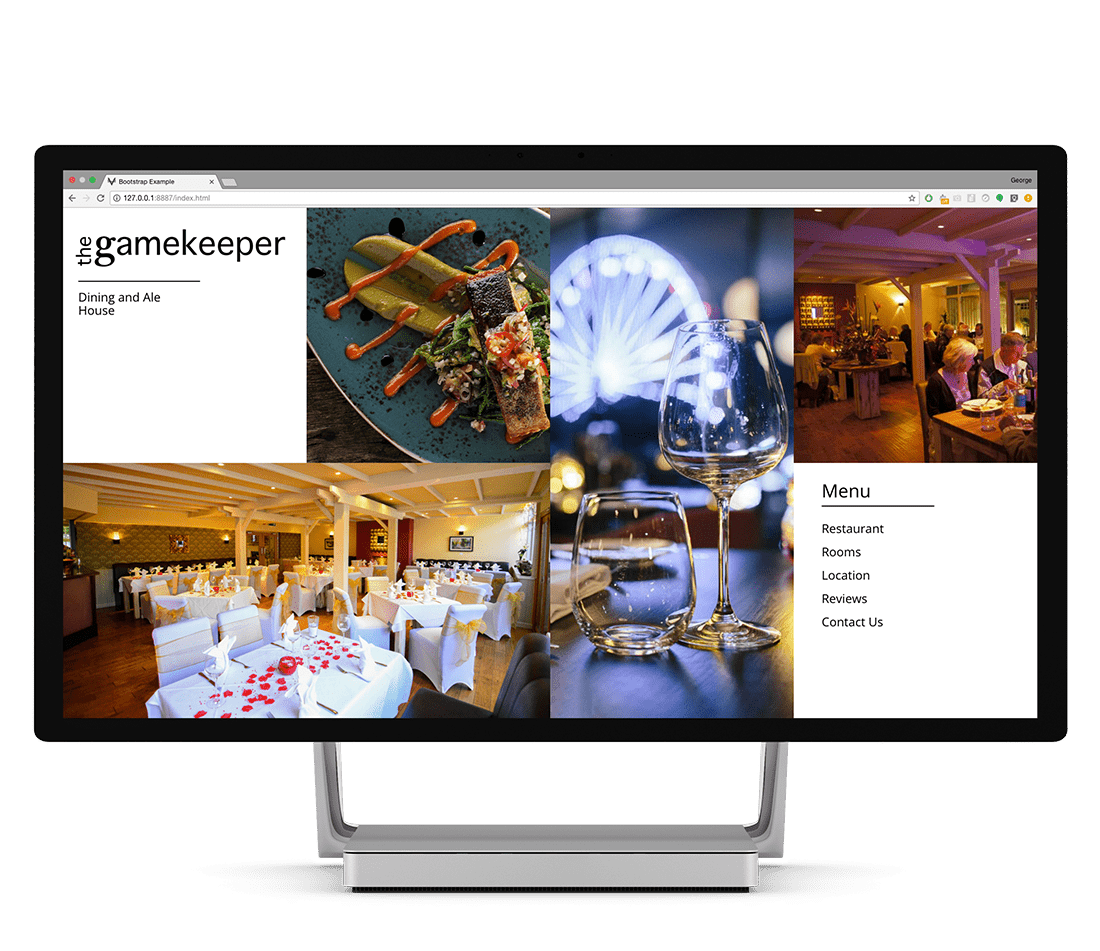 Bootstrap Example
George
127.0.0.1:8887/index.html
the gamekeeper
Dining and Ale
House
Menu
Restaurant
Rooms
Location
Reviews
Contact Us